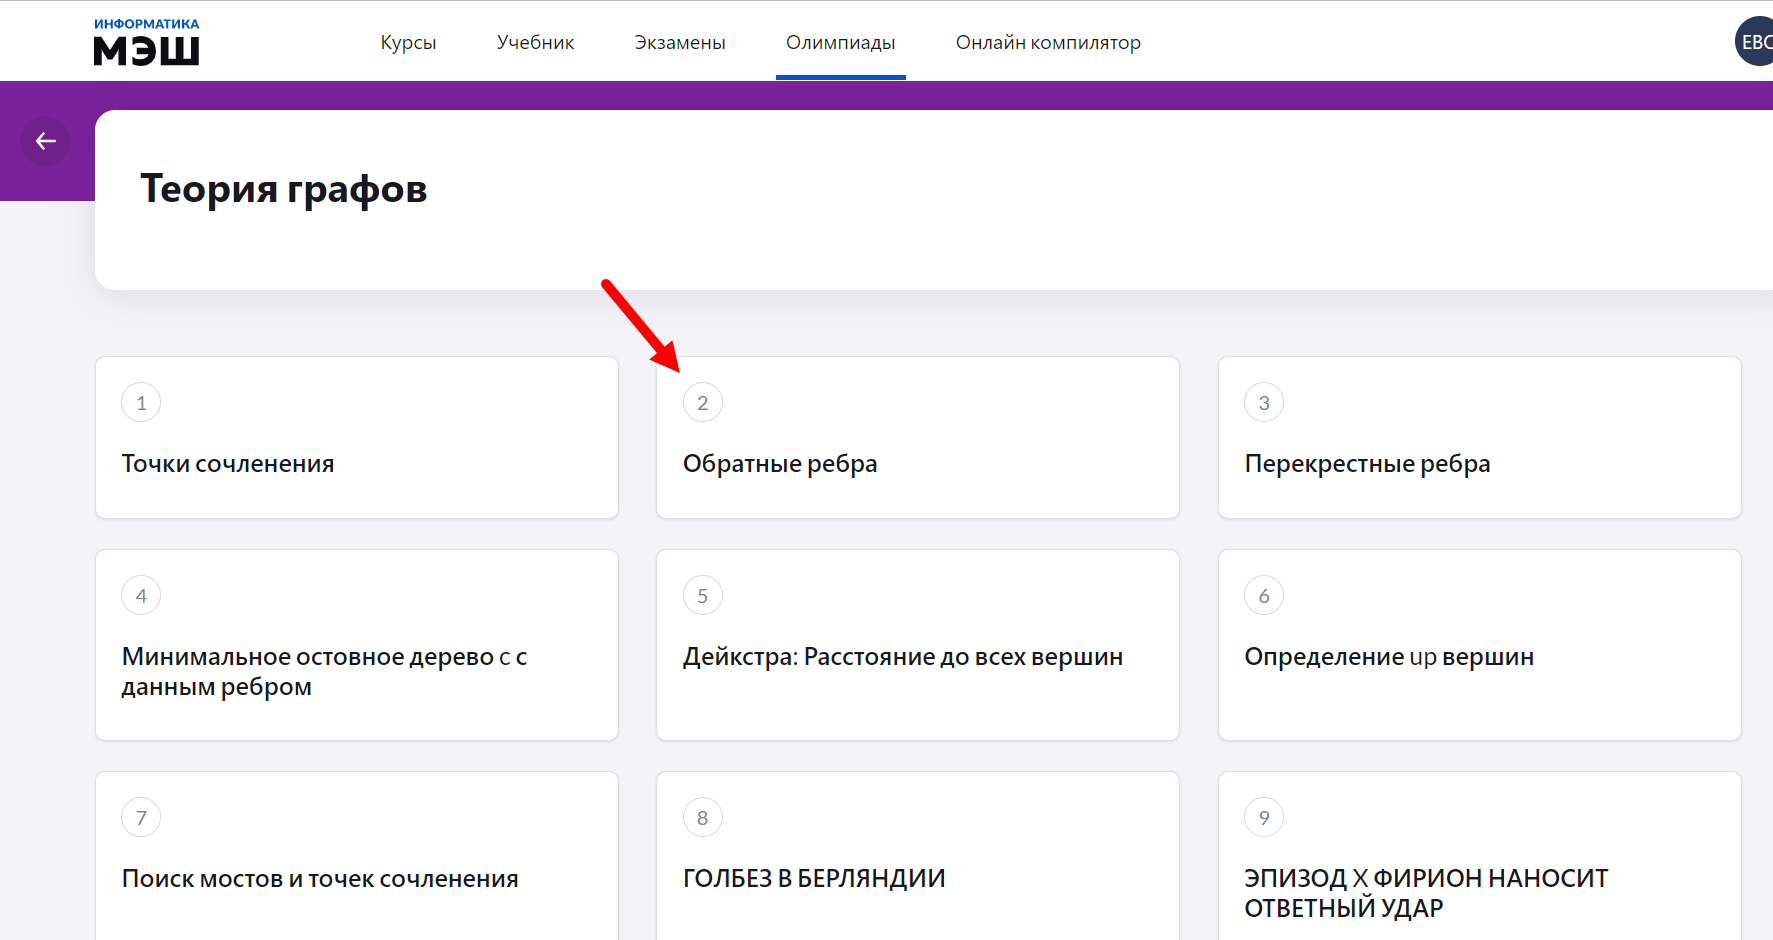 ИНФОРМАТИКА
МЭШ
Курсы
Учебник
Экзамены
Олимпиады
Онлайн компилятор
Теория графов
1
Точки сочленения
2
Обратные ребра
3
Перекрестные ребра
4
Минимальное остовное дерево с с
данным ребром
5
Дейкстра: Расстояние до всех вершин
6
Определение up вершин
7
Поиск мостов и точек сочленения
8
ГОЛБЕЗ В БЕРЛЯНДИИ
9
ЭПИЗОД X ФИРИОН НАНОСИТ
ОТВЕТНЫЙ УДАР